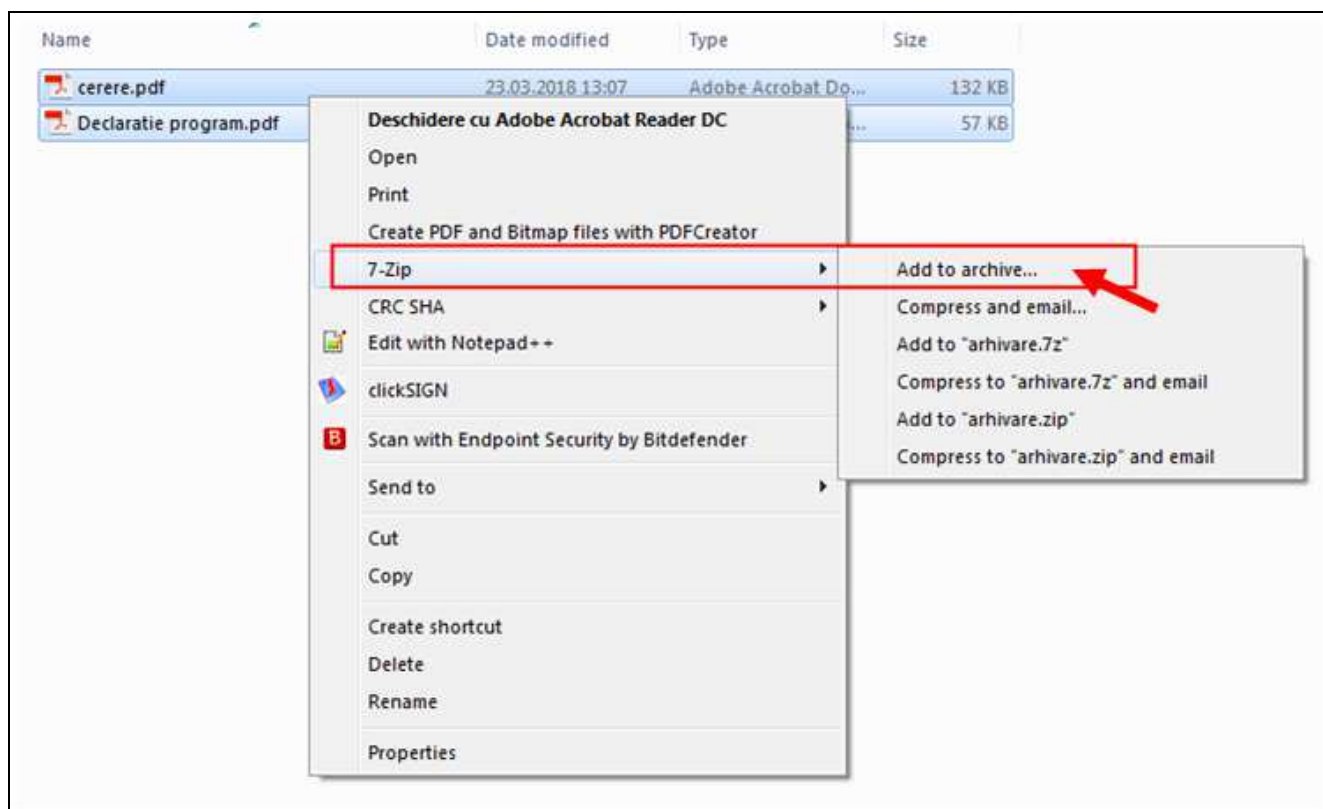 Name Date modified Type Size
cerere.pdf 23.03.2018 13:07 Adobe Acrobat Do... 132 KB
Declaratie program.pdf ... 57 KB
Deschidere cu Adobe Acrobat Reader DC
Open
Print
Create PDF and Bitmap files with PDFCreator
7-Zip Add to archive...
CRC SHA Compress and email...
Edit with Notepad++ Add to "arhivare.7z"
clickSIGN Compress to "arhivare.7z" and email
Add to "arhivare.zip"
Scan with Endpoint Security by Bitdefender Compress to "arhivare.zip" and email
Send to
Cut
Copy
Create shortcut
Delete
Rename
Properties